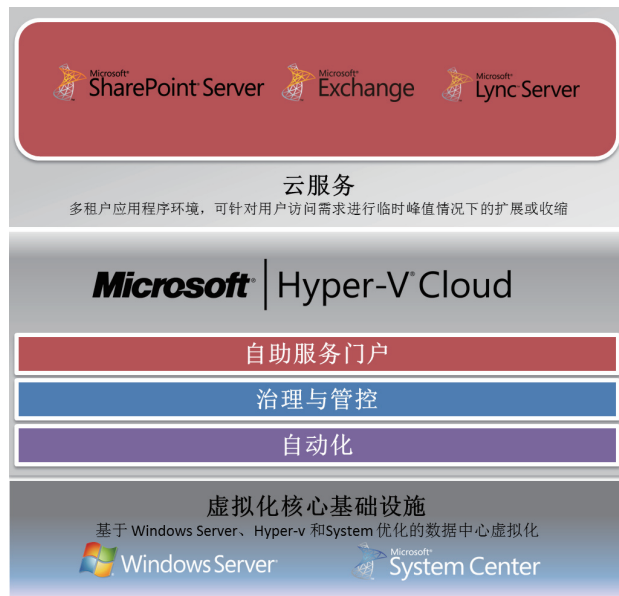 Microsoft® SharePoint® Server Microsoft® Exchange Microsoft® Lync® Server
云服务
多租户应用程序环境，可针对用户访问需求进行临时峰值情况下的扩展或收缩
Microsoft® | Hyper-V® Cloud
自助服务门户
治理与管控
自动化
虚拟化核心基础设施
基于 Windows Server、Hyper-v 和System 优化的数据中心虚拟化
Windows Server® Microsoft® System Center